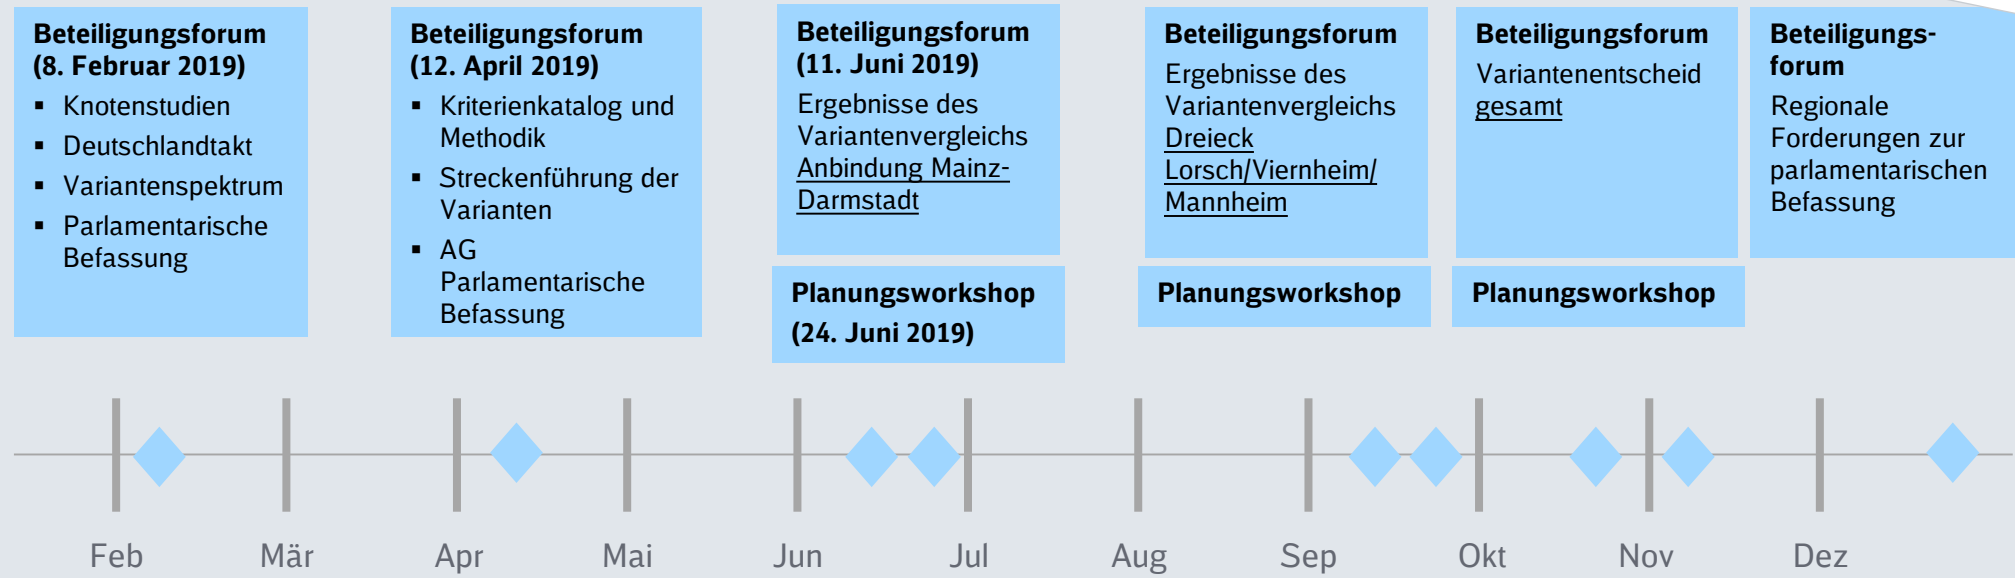 Beteiligungsforum
(8. Februar 2019)
▪ Knotenstudien
▪ Deutschlandtakt
▪ Variantenspektrum
▪ Parlamentarische
Befassung
Beteiligungsforum
(12. April 2019)
▪ Kriterienkatalog und
Methodik
▪ Streckenführung der
Varianten
▪ AG
Parlamentarische
Befassung
Beteiligungsforum
(11. Juni 2019)
Ergebnisse des
Variantenvergleichs
Anbindung Mainz-
Darmstadt
Planungsworkshop
(24. Juni 2019)
Beteiligungsforum
Ergebnisse des
Variantenvergleichs
Dreieck
Lorsch/Viernheim/
Mannheim
Planungsworkshop
Beteiligungsforum
Variantenentscheid
gesamt
Planungsworkshop
Beteiligungs-
forum
Regionale
Forderungen zur
parlamentarischen
Befassung
Feb Mär Apr Mai Jun Jul Aug Sep Okt Nov Dez